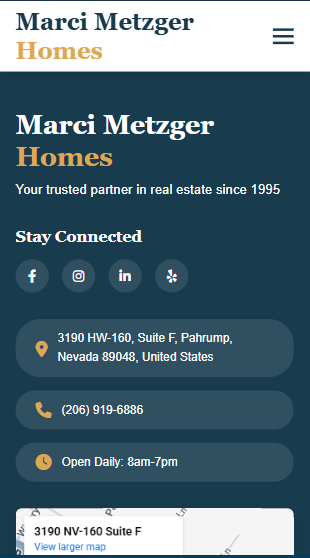 Marci Metzger
Homes
Marci Metzger
Homes
Your trusted partner in real estate since 1995
Stay Connected
3190 HW-160, Suite F, Pahrump,
Nevada 89048, United States
(206) 919-6886
Open Daily: 8am-7pm
3190 NV-160 Suite F
View larger map
Ln